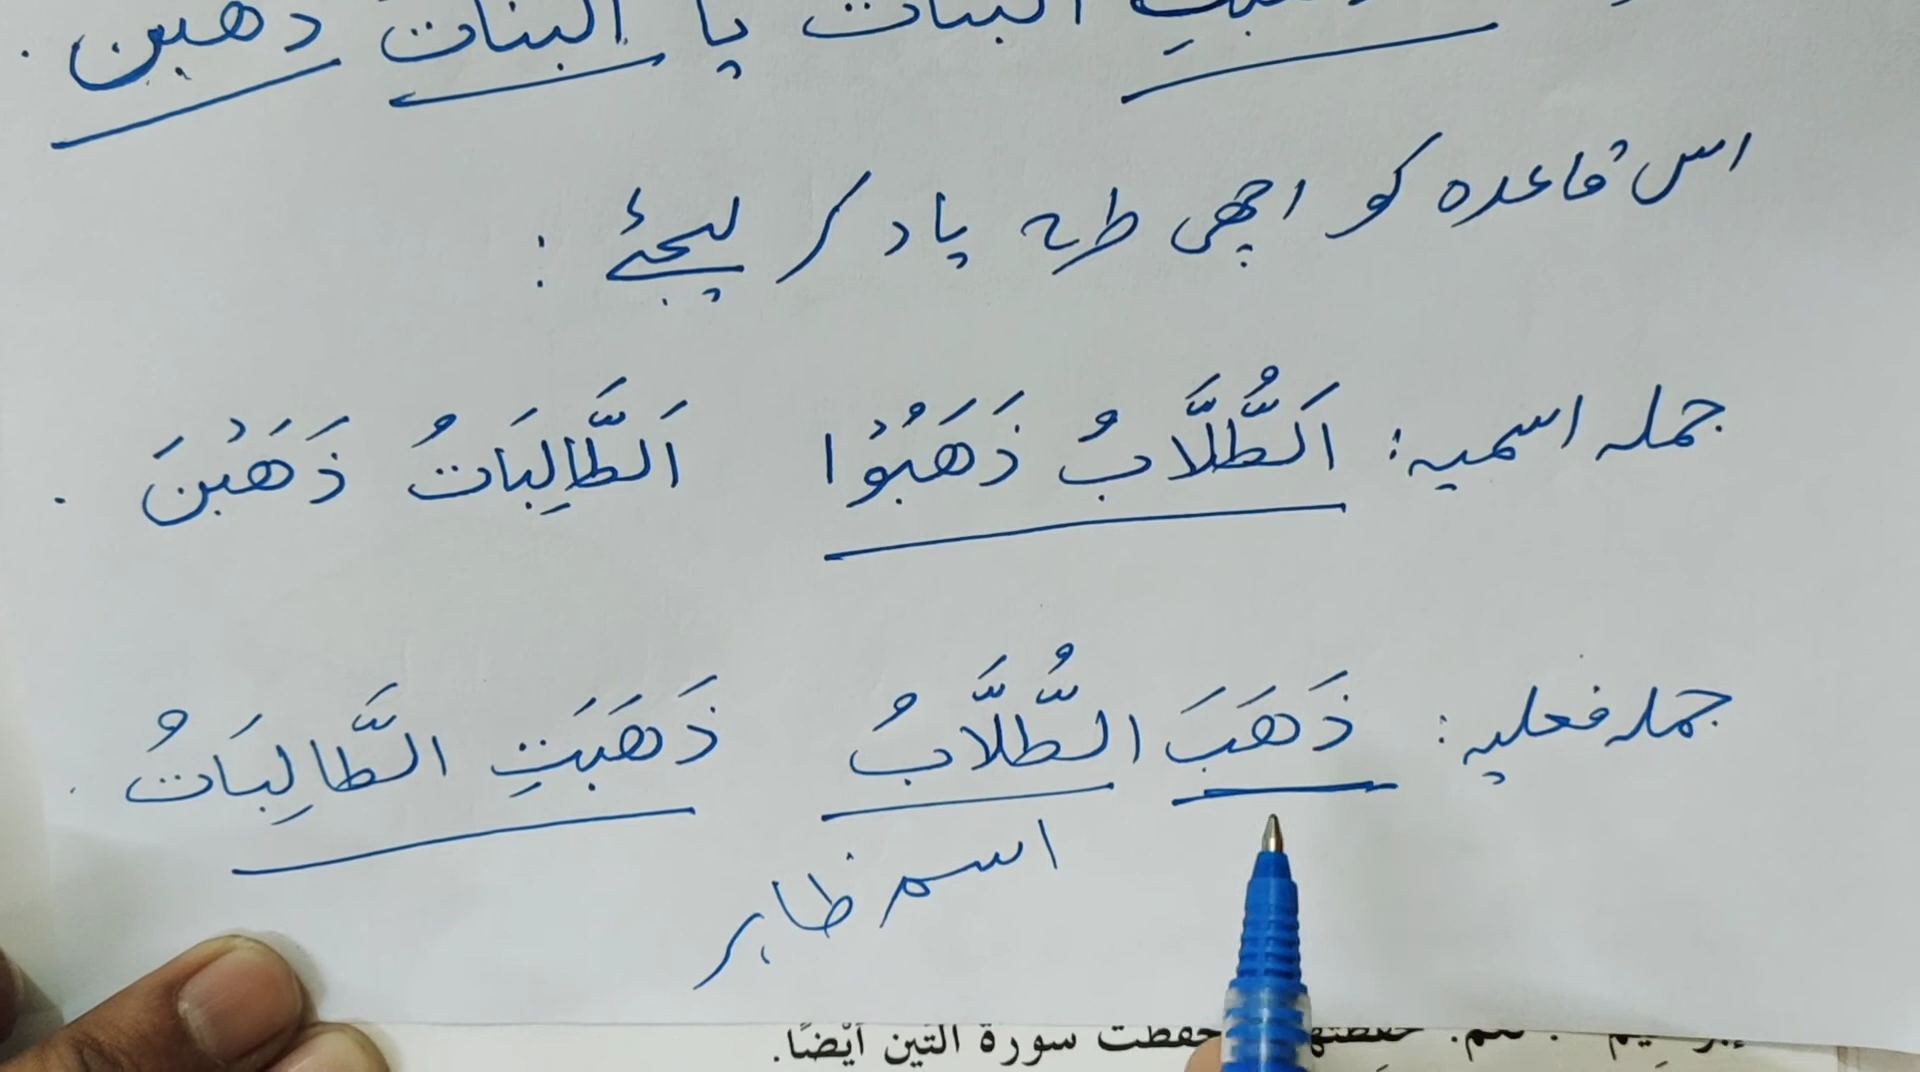 البنات یا البنات ذهبن .
اس قاعدہ کو اچھی طرح یاد کر لیجئے :
جملہ اسمیہ : اَلطُّلَّابُ ذَهَبُوْا اَلطَّالِبَاتُ ذَهَبْنَ .
جملہ فعلیہ : ذَهَبَ الطُّلَّابُ ذَهَبَتِ الطَّالِبَاتُ .
اسم ظاہر
حفظت سورة التين أيضًا.